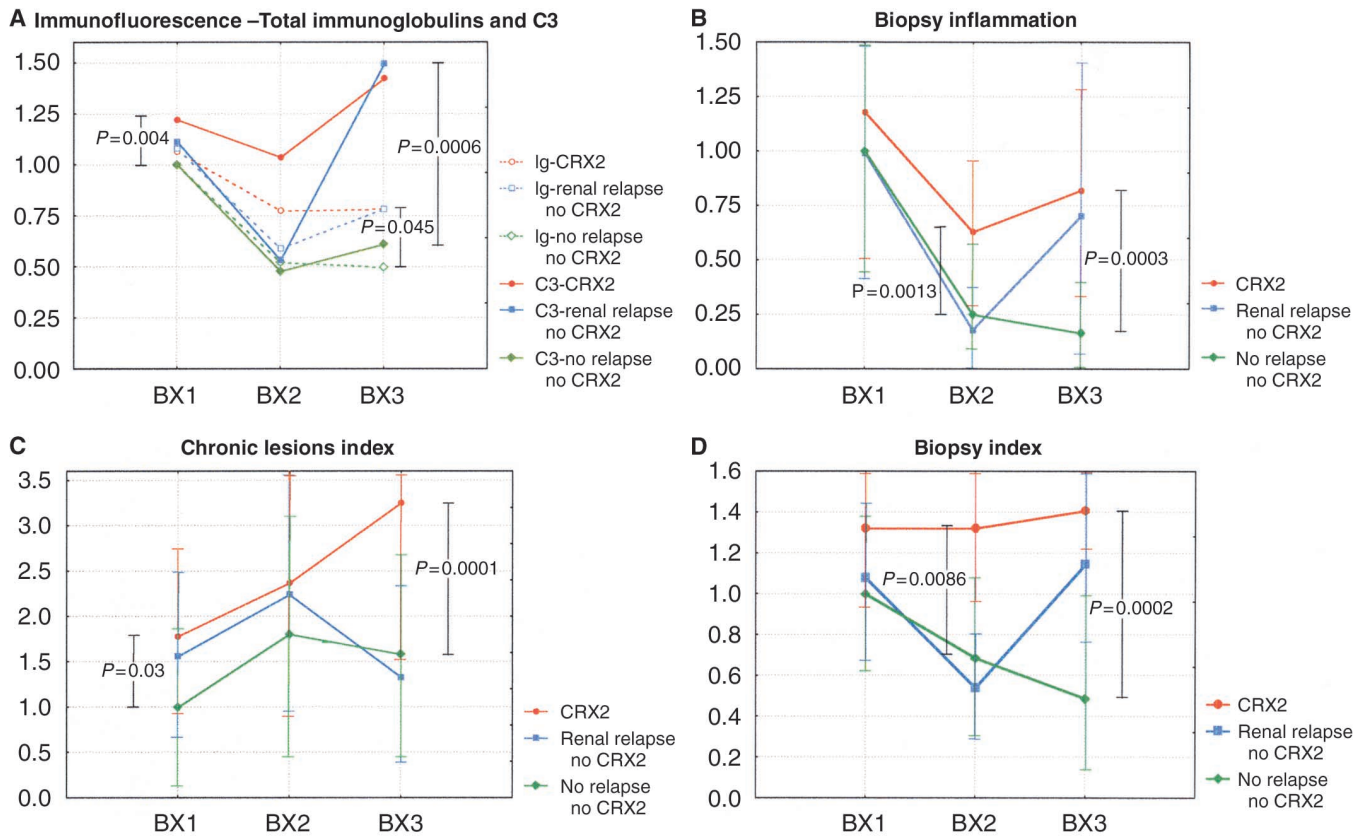 A Immunofluorescence –Total immunoglobulins and C3
1.50
1.25
1.00
0.75
0.50
0.25
0.00
BX1 BX2 BX3
P=0.004
P=0.0006
P=0.045
Ig-CRX2
Ig-renal relapse
no CRX2
Ig-no relapse
no CRX2
C3-CRX2
C3-renal relapse
no CRX2
C3-no relapse
no CRX2
B Biopsy inflammation
1.50
1.25
1.00
0.75
0.50
0.25
0.00
BX1 BX2 BX3
P=0.0013
P=0.0003
CRX2
Renal relapse
no CRX2
No relapse
no CRX2
C Chronic lesions index
3.5
3.0
2.5
2.0
1.5
1.0
0.5
0.0
BX1 BX2 BX3
P=0.03
P=0.0001
CRX2
Renal relapse
no CRX2
No relapse
no CRX2
D Biopsy index
1.6
1.4
1.2
1.0
0.8
0.6
0.4
0.2
0.0
BX1 BX2 BX3
P=0.0086
P=0.0002
CRX2
Renal relapse
no CRX2
No relapse
no CRX2